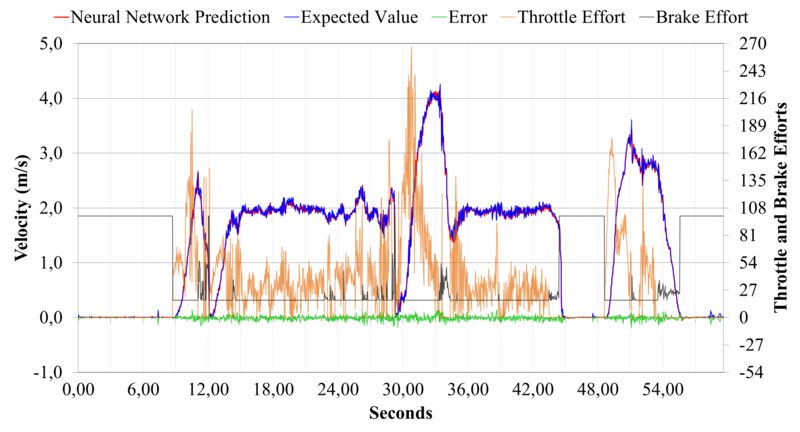 Neural Network Prediction Expected Value Error Throttle Effort Brake Effort
5,0 270
243
4,0 216
189
3,0 162
135
2,0 108
81
1,0 54
27
0,0 0
-27
-1,0 -54
Velocity (m/s)
Throttle and Brake Efforts
0,00 6,00 12,00 18,00 24,00 30,00 36,00 42,00 48,00 54,00
Seconds